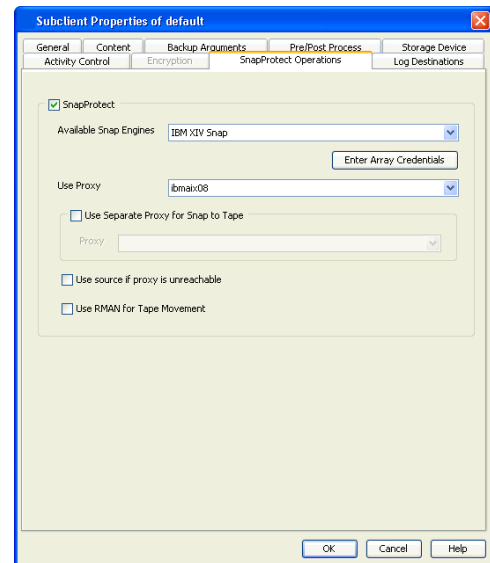 Subclient Properties of default
General Content Backup Arguments Pre/Post Process Storage Device
Activity Control Encryption SnapProtect Operations Log Destinations
SnapProtect
Available Snap Engines IBM XIV Snap
Enter Array Credentials
Use Proxy ibmaix08
Use Separate Proxy for Snap to Tape
Proxy
Use source if proxy is unreachable
Use RMAN for Tape Movement
OK Cancel Help